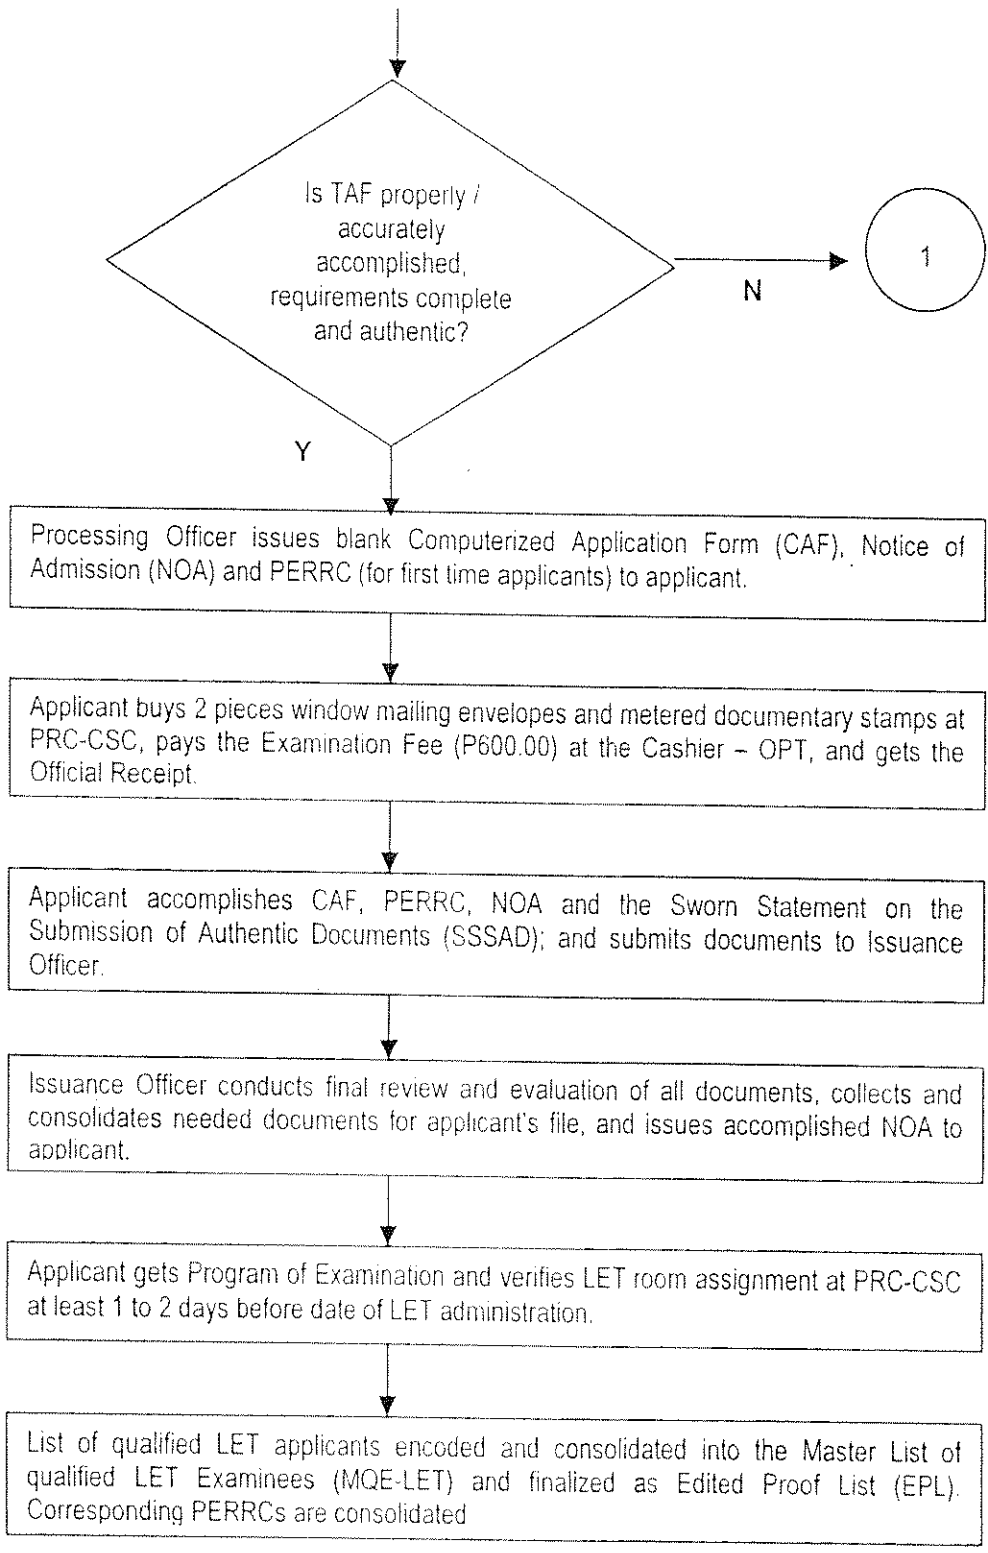 Is TAF properly /
accurately
accomplished,
requirements complete
and authentic?
1
N
Y
Processing Officer issues blank Computerized Application Form (CAF), Notice of
Admission (NOA) and PERRC (for first time applicants) to applicant.
Applicant buys 2 pieces window mailing envelopes and metered documentary stamps at
PRC-CSC, pays the Examination Fee (P600.00) at the Cashier – OPT, and gets the
Official Receipt.
Applicant accomplishes CAF, PERRC, NOA and the Sworn Statement on the
Submission of Authentic Documents (SSSAD); and submits documents to Issuance
Officer.
Issuance Officer conducts final review and evaluation of all documents, collects and
consolidates needed documents for applicant's file, and issues accomplished NOA to
applicant.
Applicant gets Program of Examination and verifies LET room assignment at PRC-CSC
at least 1 to 2 days before date of LET administration.
List of qualified LET applicants encoded and consolidated into the Master List of
qualified LET Examinees (MQE-LET) and finalized as Edited Proof List (EPL).
Corresponding PERRCs are consolidated